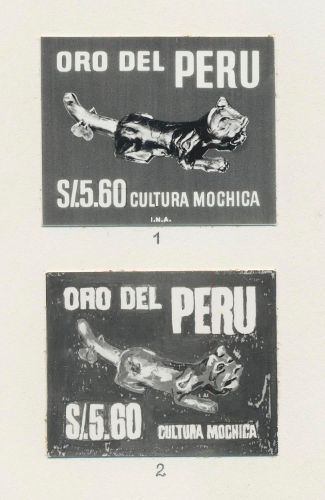 ORO DEL PERU
S/.5.60 CULTURA MOCHICA
I.N.A.
1
ORO DEL PERU
S/.5.60 CULTURA MOCHICA
2